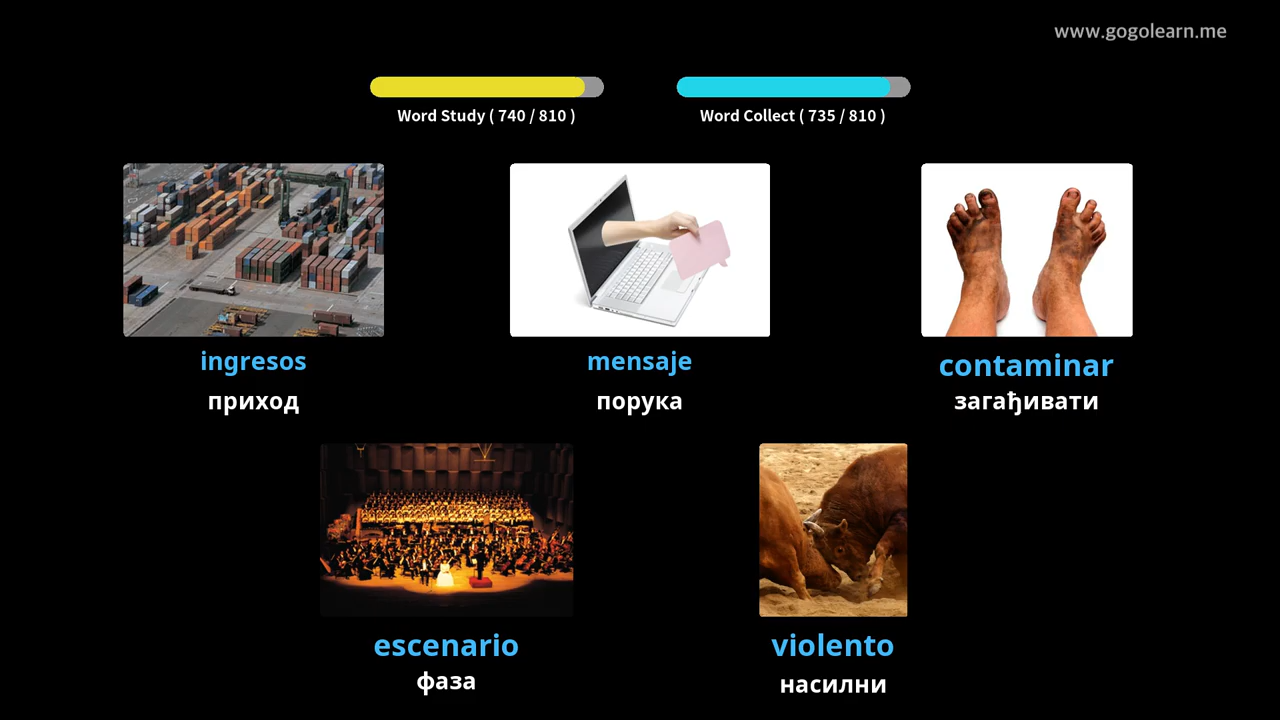 www.gogolearn.me
Word Study ( 740 / 810 )
Word Collect ( 735 / 810 )
ingresos
приход
mensaje
порука
contaminar
загађивати
escenario
фаза
violento
насилни